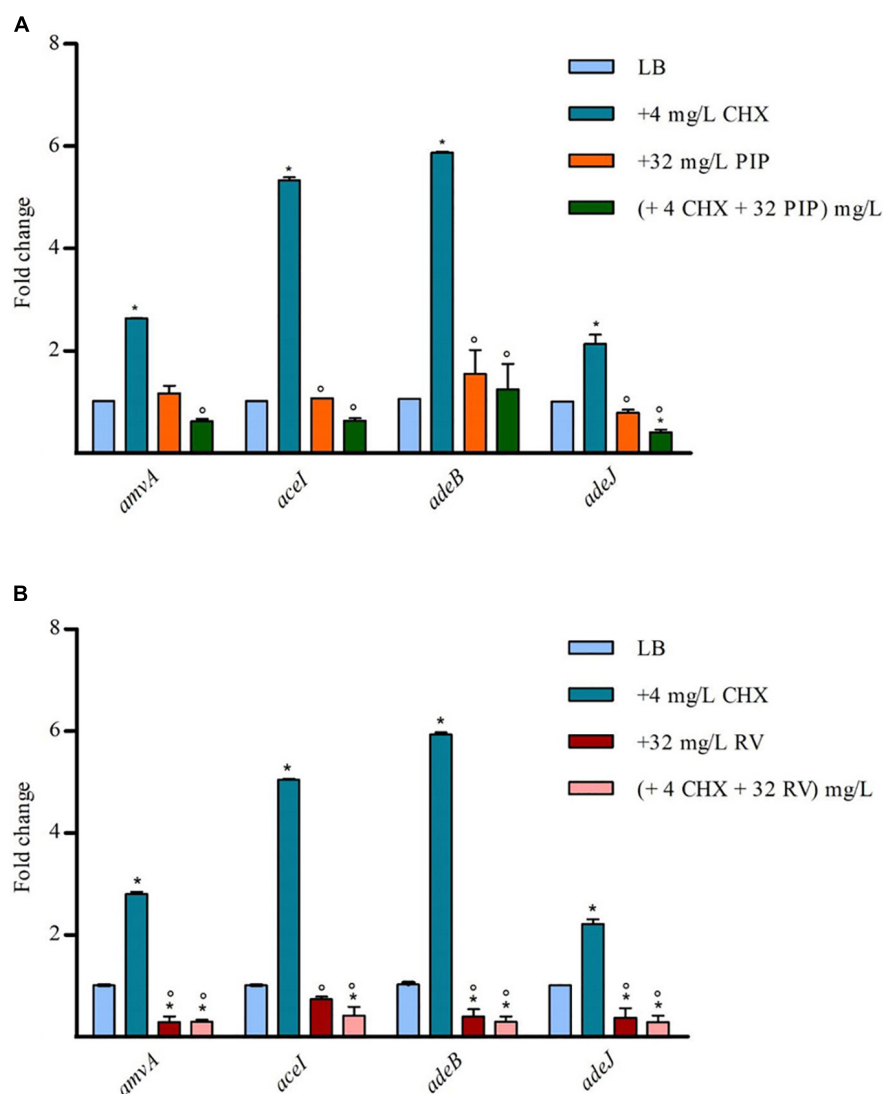 A
8
6
4
2
Fold change
LB
+4 mg/L CHX
+32 mg/L PIP
(+ 4 CHX + 32 PIP) mg/L
* * * *
° ° ° ° ° ° ° *
amvA aceI adeB adeJ
B
8
6
4
2
Fold change
LB
+4 mg/L CHX
+32 mg/L RV
(+ 4 CHX + 32 RV) mg/L
* * * *
° ° ° ° ° ° ° °
* * * * * * *
amvA aceI adeB adeJ